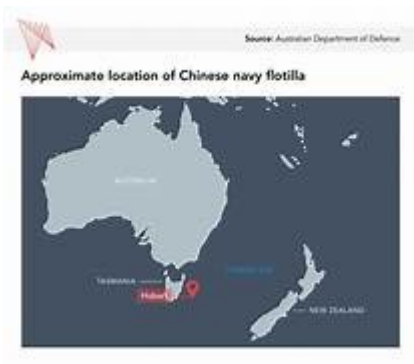 Source: Australian Department of Defence
Approximate location of Chinese navy flotilla
AUSTRALIA
TASMANIA
Hobart
NEW ZEALAND